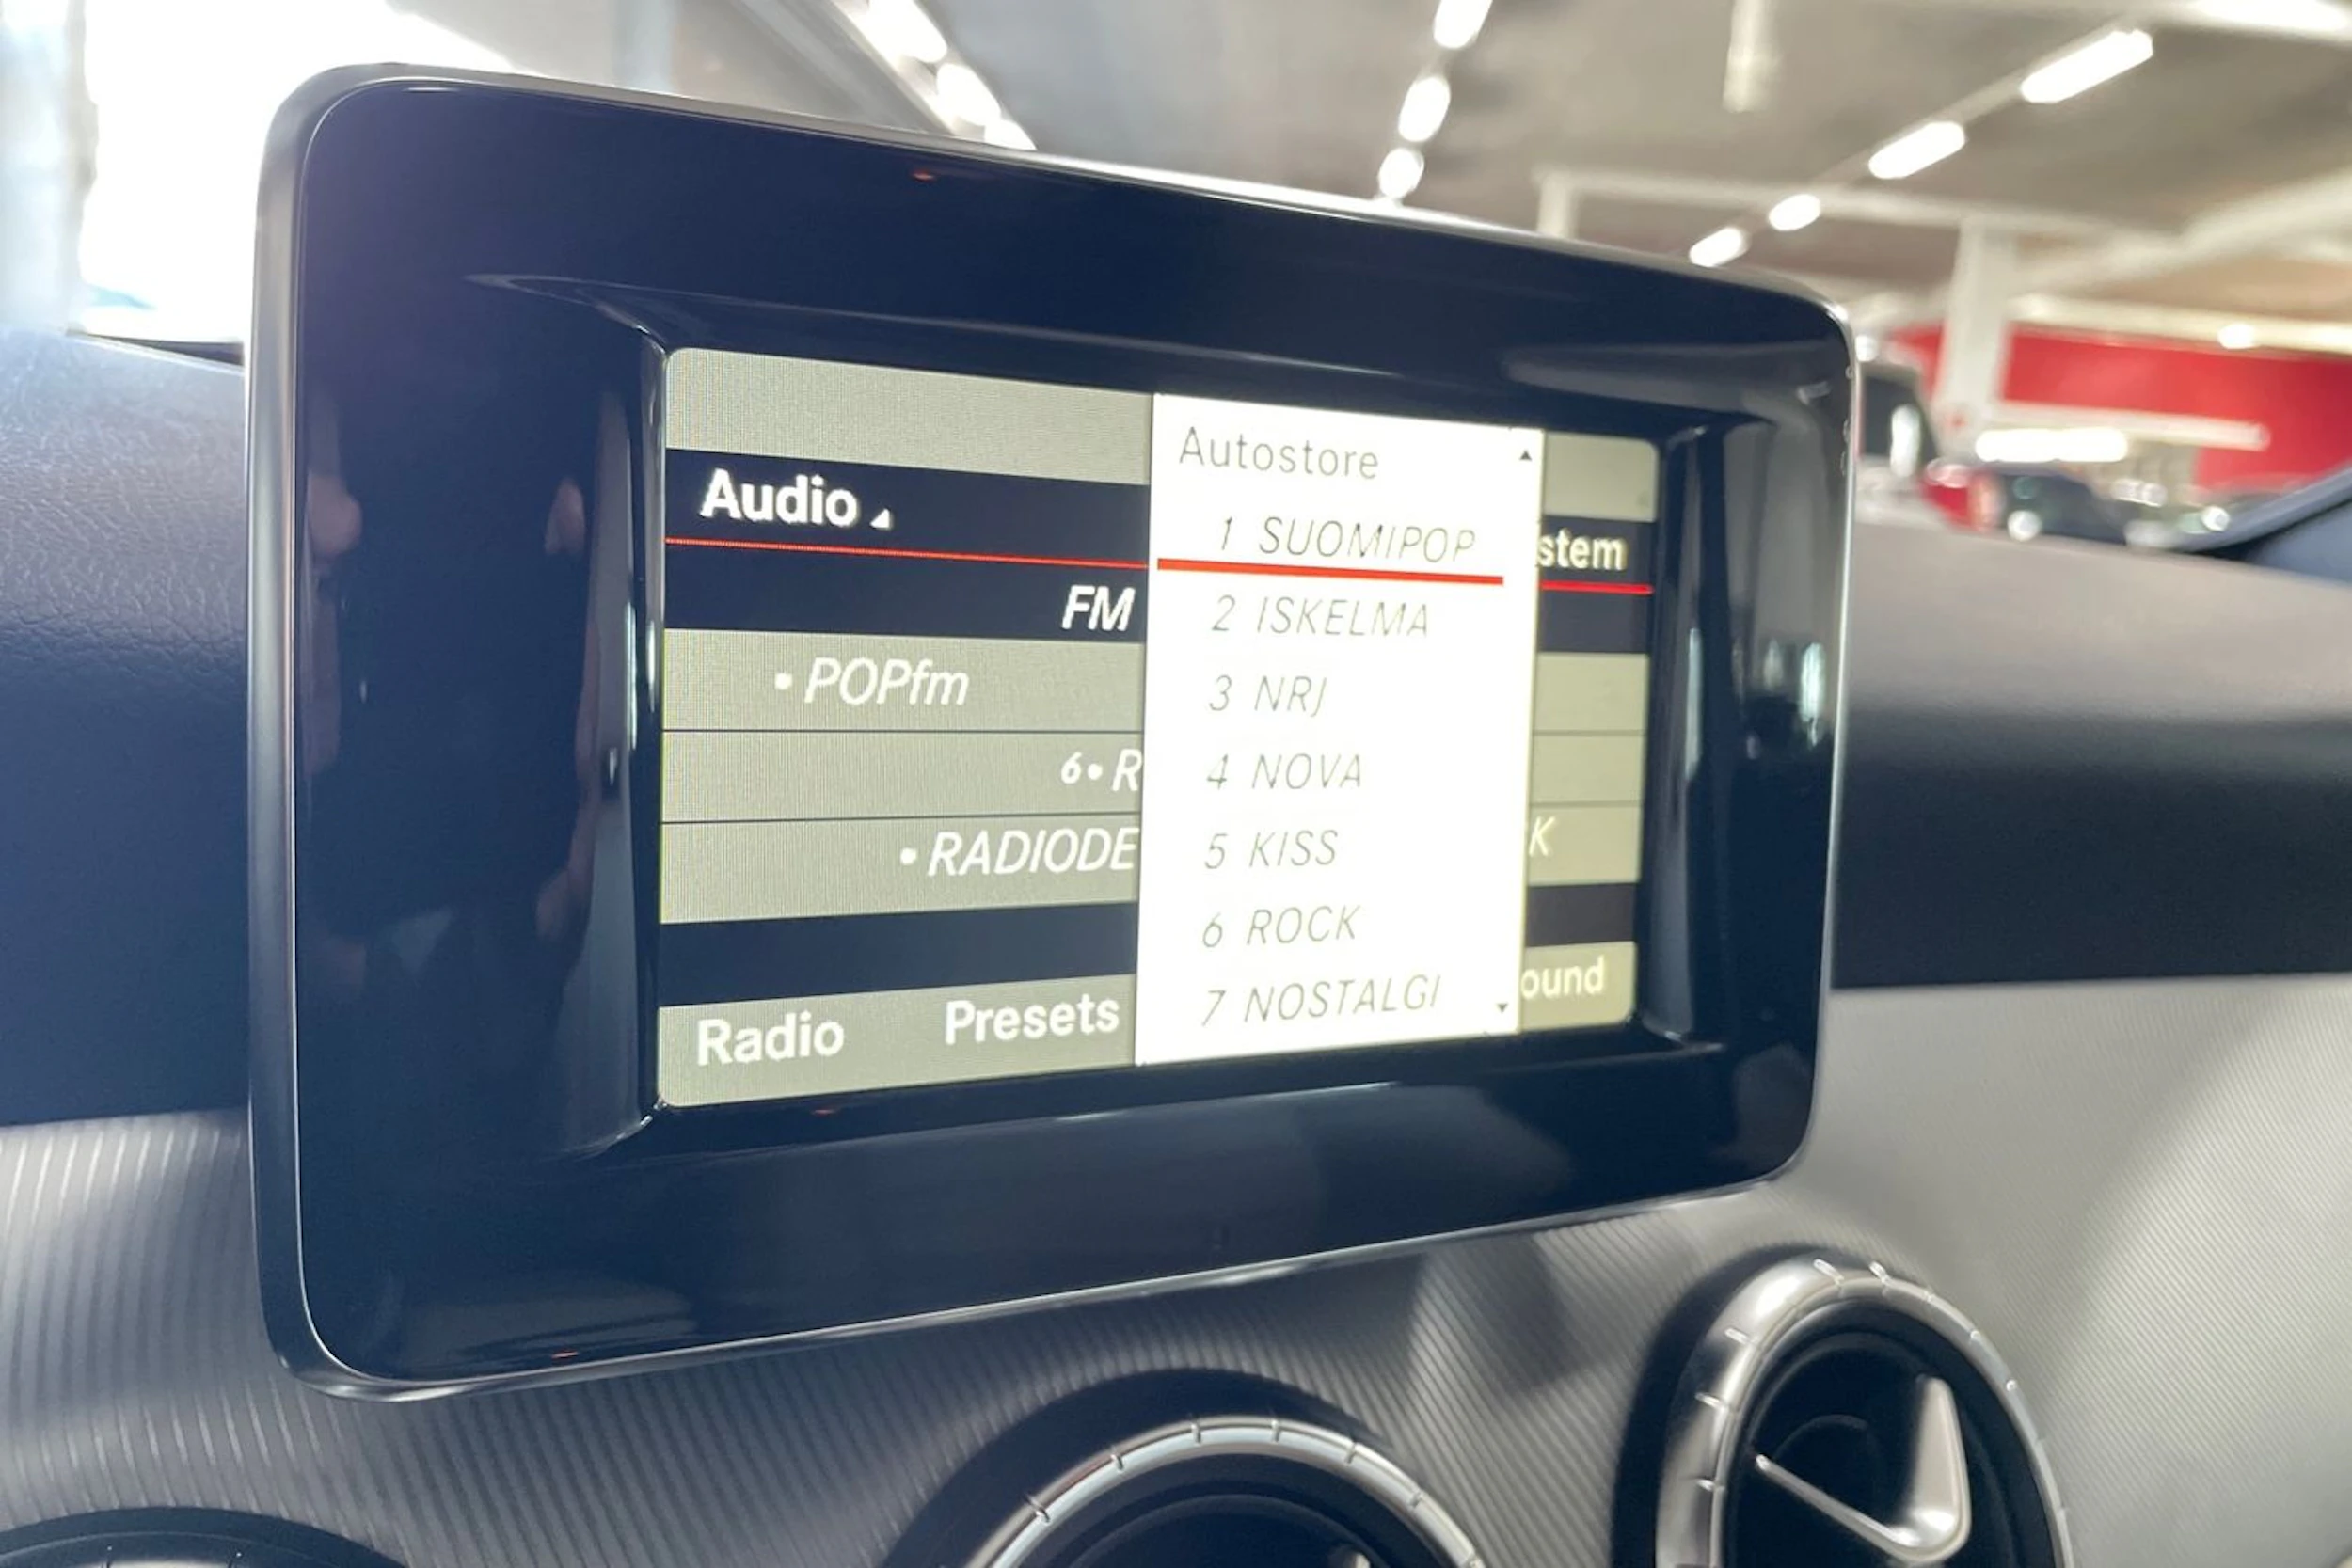 Audio
FM
• POPfm
6• R
• RADIODE
Radio Presets
Autostore
1 SUOMIPOP
2 ISKELMA
3 NRJ
4 NOVA
5 KISS
6 ROCK
7 NOSTALGI
stem
K
ound